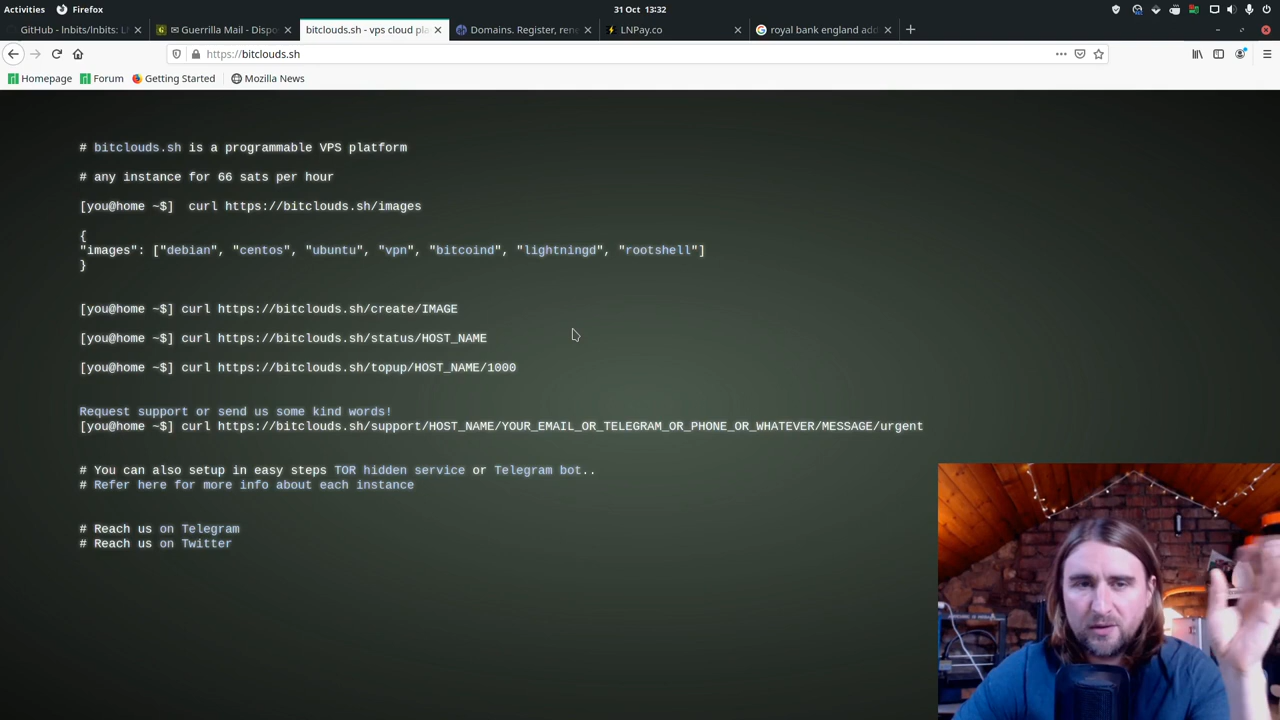 Activities Firefox 31 Oct 13:32
GitHub - lnbits/lnbits: LN Guerrilla Mail - Dispo bitclouds.sh - vps cloud pla Domains. Register, rene LNPay.co royal bank england add
https://bitclouds.sh
Homepage Forum Getting Started Mozilla News
# bitclouds.sh is a programmable VPS platform
# any instance for 66 sats per hour
[you@home ~$] curl https://bitclouds.sh/images
{
"images": ["debian", "centos", "ubuntu", "vpn", "bitcoind", "lightningd", "rootshell"]
}
[you@home ~$] curl https://bitclouds.sh/create/IMAGE
[you@home ~$] curl https://bitclouds.sh/status/HOST_NAME
[you@home ~$] curl https://bitclouds.sh/topup/HOST_NAME/1000
Request support or send us some kind words!
[you@home ~$] curl https://bitclouds.sh/support/HOST_NAME/YOUR_EMAIL_OR_TELEGRAM_OR_PHONE_OR_WHATEVER/MESSAGE/urgent
# You can also setup in easy steps TOR hidden service or Telegram bot..
# Refer here for more info about each instance
# Reach us on Telegram
# Reach us on Twitter